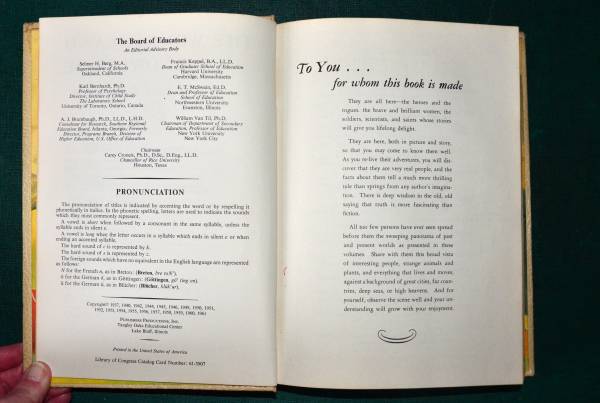 The Board of Educators
An Editorial Advisory Body
Selmer H. Berg, M.A.
Superintendent of Schools
Oakland, California
Karl Bernhardt, Ph.D.
Professor of Psychology
Director, Institute of Child Study
The Laboratory School
University of Toronto, Ontario, Canada
A. J. Brumbaugh, Ph.D., LL.D., L.H.D.
Consultant for Research, Southern Regional
Education Board, Atlanta, Georgia; Formerly
Director, Programs Branch, Division of
Higher Education, U.S. Office of Education
Francis Keppel, B.A., LL.D.
Dean of Graduate School of Education
Harvard University
Cambridge, Massachusetts
E. T. McSwain, Ed.D.
Dean and Professor of Education
School of Education
Northwestern University
Evanston, Illinois
William Van Til, Ph.D.
Chairman of Department of Secondary
Education, Professor of Education
New York University
New York City
Chairman
Carey Croneis, Ph.D., D.Sc., D.Eng., LL.D.
Chancellor of Rice University
Houston, Texas
PRONUNCIATION
The pronunciation of titles is indicated by accenting the word or by respelling it
phonetically in italics. In the phonetic spelling, letters are used to indicate the sounds
which they most commonly represent.
A vowel is short when followed by a consonant in the same syllable, unless the
syllable ends in silent e.
A vowel is long when the letter occurs in a syllable which ends in silent e or when
ending an accented syllable.
The hard sound of c is represented by k.
The hard sound of s is represented by z.
The foreign sounds which have no equivalent in the English language are represented
as follows:
N for the French n, as in Breton: (Breton,
ö for the German ö, as in Göttingen: (Göttingen,
ü for the German ü, as in Blücher: (Blücher,
Copyright© 1937, 1940, 1942, 1944, 1945, 1946, 1949, 1950, 1951,
1952, 1953, 1954, 1955, 1956, 1957, 1958, 1959, 1960, 1961
Publishers Productions, Inc.
Tangley Oaks Educational Center
Lake Bluff, Illinois
Printed in the United States of America
Library of Congress Catalog Card Number: 61-5907
To You . . .
for whom this book is made
They are all here—the heroes and the
rogues, the brave and brilliant women, the
soldiers, scientists, and saints whose stories
will give you lifelong delight.
They are here, both in picture and story,
so that you may come to know them well.
As you re-live their adventures, you will dis-
cover that they are very real people, and the
facts about them tell a much more thrilling
tale than springs from any author's imagina-
tion. There is deep wisdom in the old, old
saying that truth is more fascinating than
fiction.
All too few persons have ever seen spread
before them the sweeping panorama of past
and present worlds as presented in these
volumes. Share with them this broad vista
of interesting people, strange animals and
plants, and everything that lives and moves,
against a background of great cities, far coun-
tries, deep seas, or high heavens. And for
yourself, observe the scene well and your un-
derstanding will grow with your enjoyment.